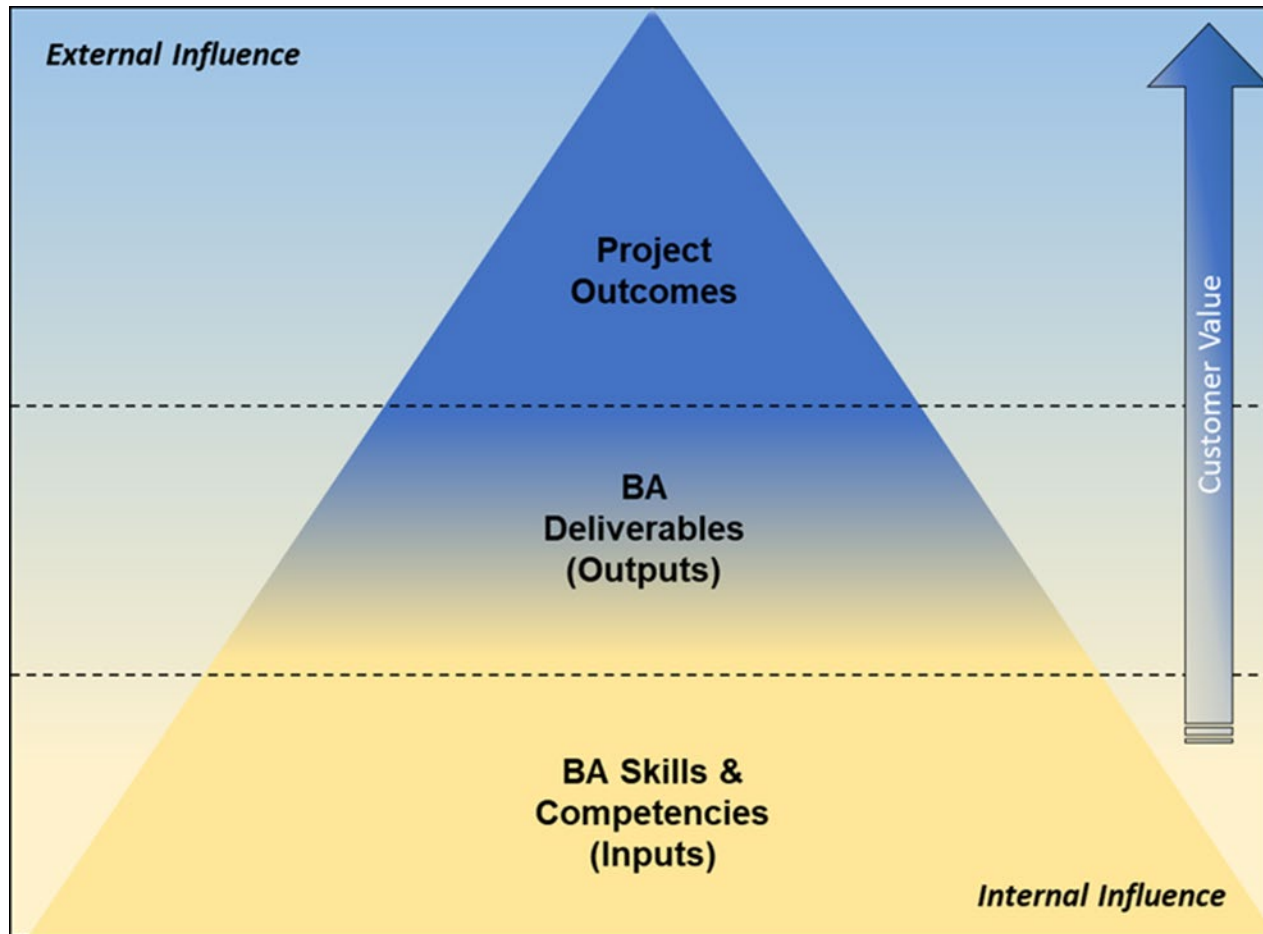 External Influence
Project
Outcomes
Customer Value
BA
Deliverables
(Outputs)
BA Skills &
Competencies
(Inputs)
Internal Influence